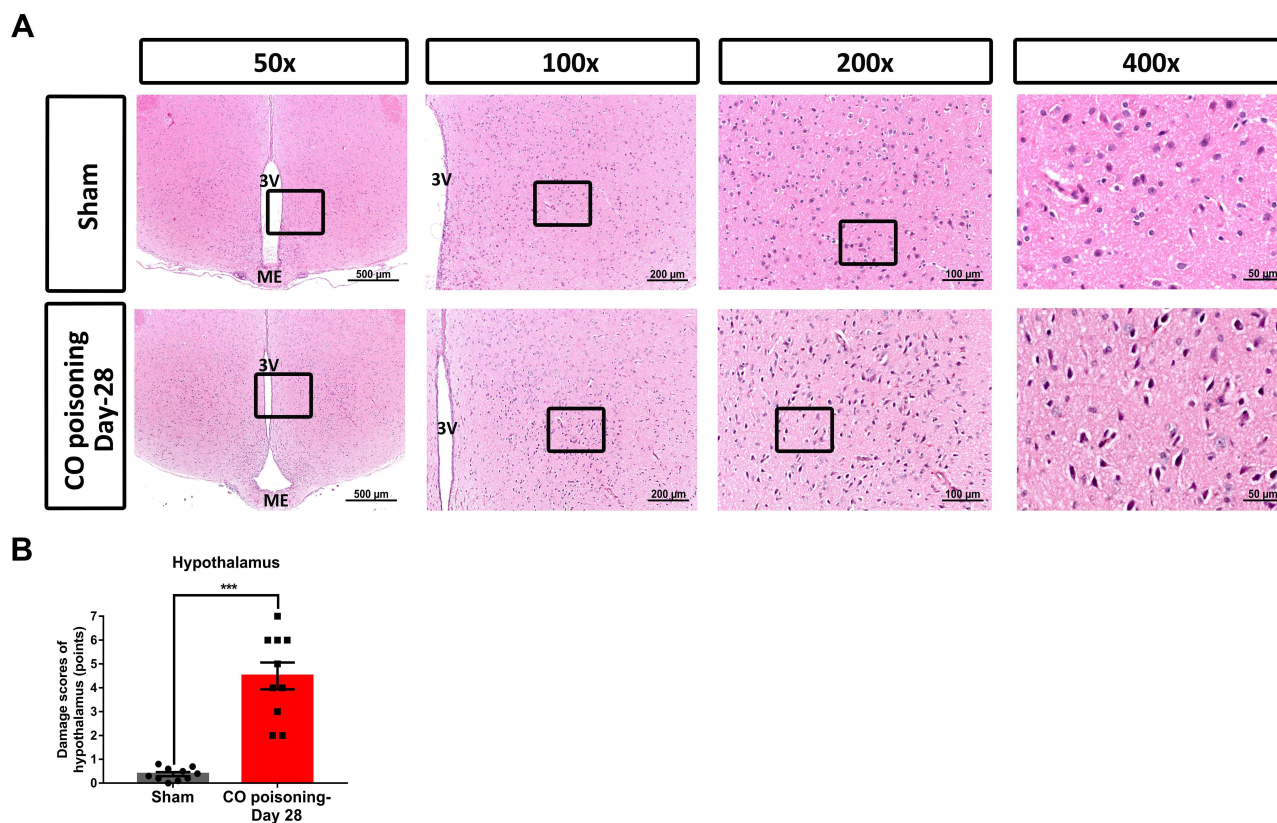 A
50x
100x
200x
400x
Sham
3V
ME
500 µm
3V
200 µm
100 µm
50 µm
CO poisoning
Day-28
3V
ME
500 µm
3V
200 µm
100 µm
50 µm
B
Hypothalamus
***
Damage scores of
hypothalamus (points)
7
6
5
4
3
2
1
0
Sham
CO poisoning-
Day 28